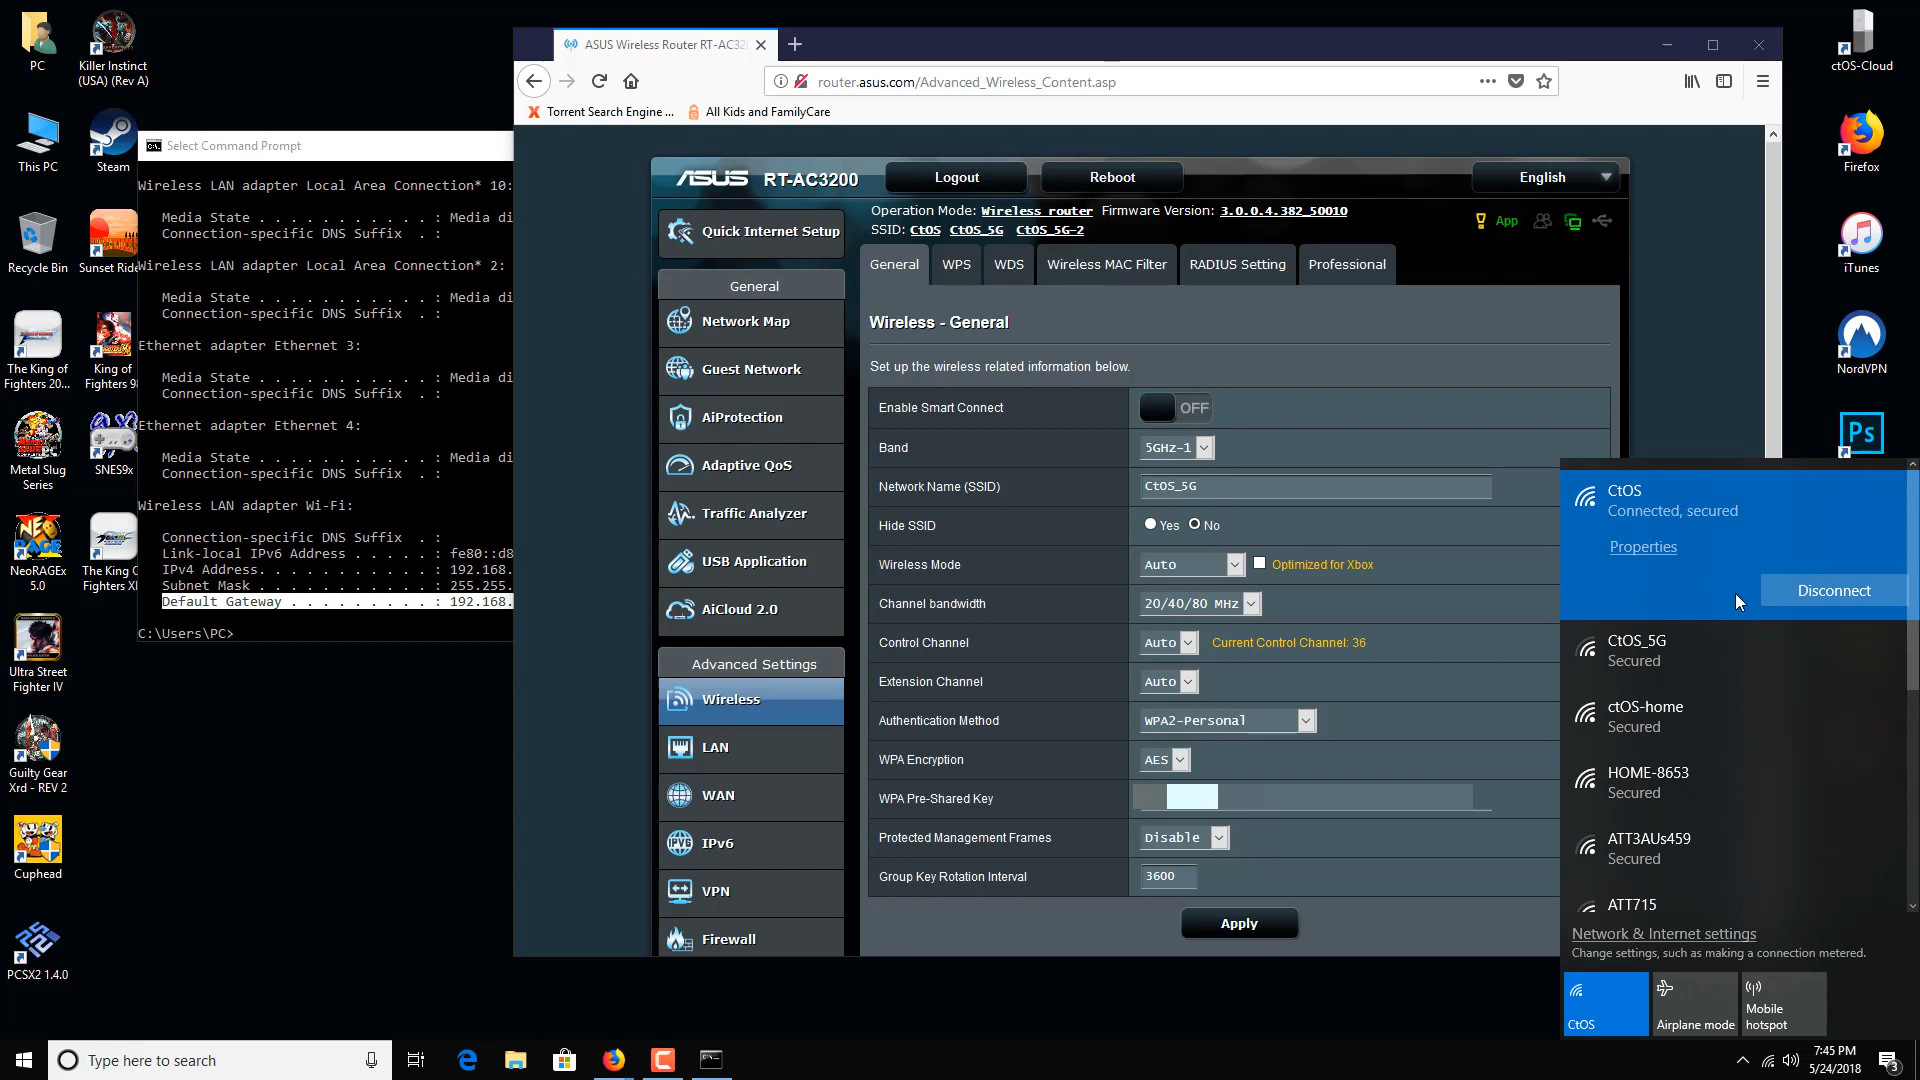 PC
Killer Instinct
(USA) (Rev A)
This PC
Steam
Recycle Bin
Sunset Ride
The King of
Fighters 20...
King of
Fighters 98
Metal Slug
Series
SNES9x
NeoRAGEx
5.0
The King C
Fighters XI
Ultra Street
Fighter IV
Guilty Gear
Xrd - REV 2
Cuphead
PCSX2 1.4.0
Select Command Prompt
Wireless LAN adapter Local Area Connection* 10:
Media State . . . . . . . . . . . : Media di
Connection-specific DNS Suffix  . :
Wireless LAN adapter Local Area Connection* 2:
Media State . . . . . . . . . . . : Media di
Connection-specific DNS Suffix  . :
Ethernet adapter Ethernet 3:
Media State . . . . . . . . . . . : Media di
Connection-specific DNS Suffix  . :
Ethernet adapter Ethernet 4:
Media State . . . . . . . . . . . : Media di
Connection-specific DNS Suffix  . :
Wireless LAN adapter Wi-Fi:
Connection-specific DNS Suffix  . :
Link-local IPv6 Address . . . . . : fe80::d8
IPv4 Address. . . . . . . . . . . : 192.168.
Subnet Mask . . . . . . . . . . . : 255.255.
Default Gateway . . . . . . . . . : 192.168.
C:\Users\PC>
ASUS Wireless Router RT-AC320
router.asus.com/Advanced_Wireless_Content.asp
Torrent Search Engine ...
All Kids and FamilyCare
ASUS RT-AC3200
Logout
Reboot
English
Operation Mode: Wireless router Firmware Version: 3.0.0.4.382_50010
SSID: CtOS CtOS_5G CtOS_5G-2
App
Quick Internet Setup
General
Network Map
Guest Network
AiProtection
Adaptive QoS
Traffic Analyzer
USB Application
AiCloud 2.0
Advanced Settings
Wireless
LAN
WAN
IPv6
VPN
Firewall
General WPS WDS Wireless MAC Filter RADIUS Setting Professional
Wireless - General
Set up the wireless related information below.
Enable Smart Connect OFF
Band 5GHz-1
Network Name (SSID) CtOS_5G
Hide SSID Yes No
Wireless Mode Auto Optimized for Xbox
Channel bandwidth 20/40/80 MHz
Control Channel Auto Current Control Channel: 36
Extension Channel Auto
Authentication Method WPA2-Personal
WPA Encryption AES
WPA Pre-Shared Key
Protected Management Frames Disable
Group Key Rotation Interval 3600
Apply
ctOS-Cloud
Firefox
iTunes
NordVPN
Ps
CtOS
Connected, secured
Properties
Disconnect
CtOS_5G
Secured
ctOS-home
Secured
HOME-8653
Secured
ATT3AUs459
Secured
ATT715
Network & Internet settings
Change settings, such as making a connection metered.
CtOS
Airplane mode
Mobile
hotspot
Type here to search
7:45 PM
5/24/2018
3